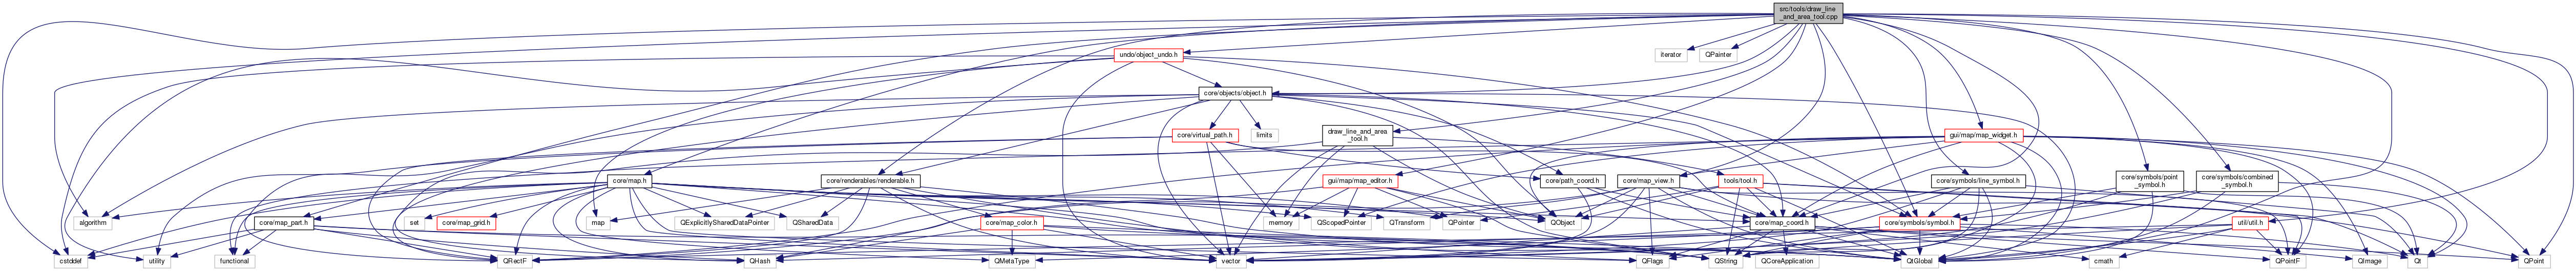 src/tools/draw_line
_and_area_tool.cpp
undo/object_undo.h
iterator
QPainter
core/objects/object.h
core/virtual_path.h
limits
draw_line_and_area
_tool.h
gui/map/map_widget.h
core/map.h
core/renderables/renderable.h
gui/map/map_editor.h
core/path_coord.h
core/map_view.h
tools/tool.h
core/symbols/line_symbol.h
core/symbols/point
_symbol.h
core/symbols/combined
_symbol.h
algorithm
core/map_part.h
set
core/map_grid.h
map
QExplicitlySharedDataPointer
QSharedData
core/map_color.h
memory
QScopedPointer
QTransform
QPointer
QObject
core/map_coord.h
core/symbols/symbol.h
util/util.h
cstddef
utility
functional
QRectF
QHash
QMetaType
vector
QFlags
QString
QCoreApplication
QtGlobal
cmath
QPointF
QImage
Qt
QPoint